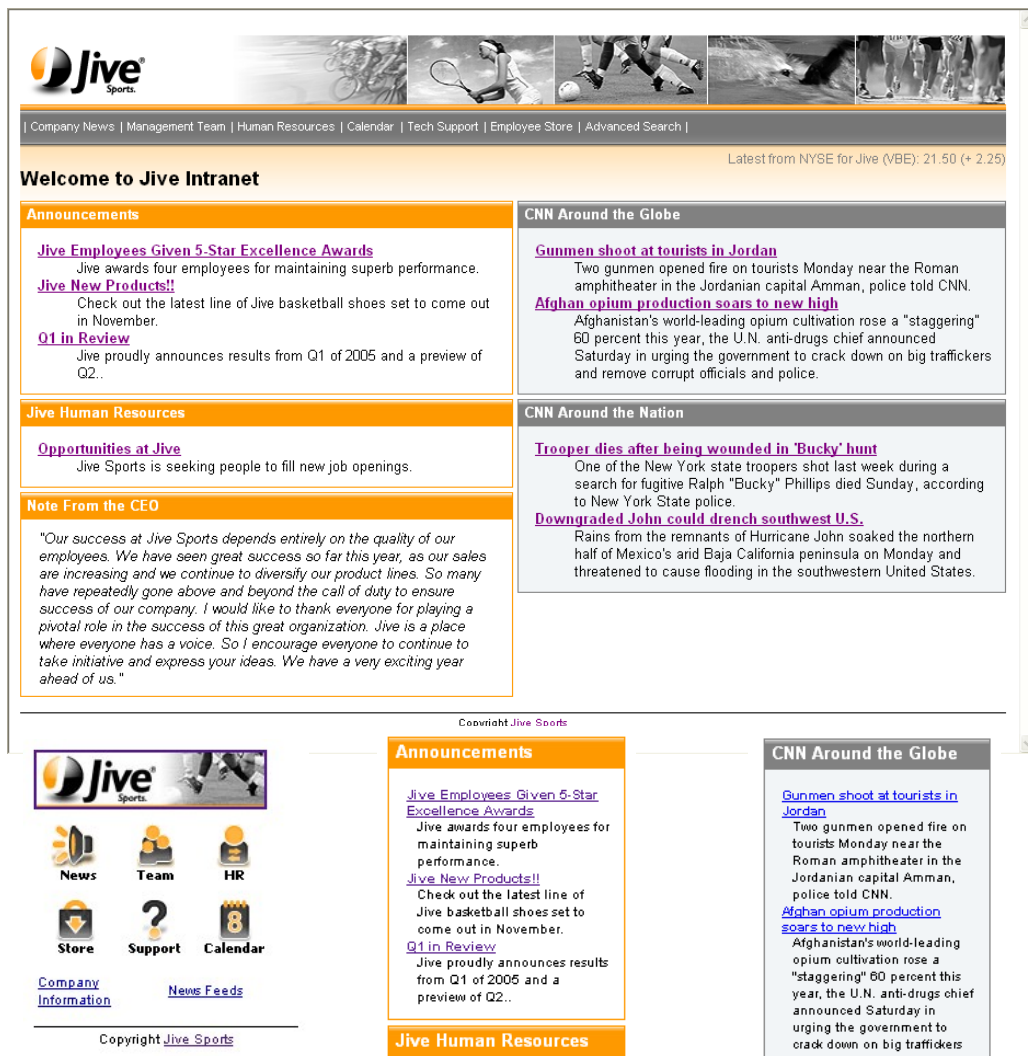 Jive®
Sports.
| Company News | Management Team | Human Resources | Calendar | Tech Support | Employee Store | Advanced Search |
Latest from NYSE for Jive (VBE): 21.50 (+ 2.25)
Welcome to Jive Intranet
Announcements
Jive Employees Given 5-Star Excellence Awards
Jive awards four employees for maintaining superb performance.
Jive New Products!!
Check out the latest line of Jive basketball shoes set to come out
in November.
Q1 in Review
Jive proudly announces results from Q1 of 2005 and a preview of
Q2..
Jive Human Resources
Opportunities at Jive
Jive Sports is seeking people to fill new job openings.
Note From the CEO
"Our success at Jive Sports depends entirely on the quality of our
employees. We have seen great success so far this year, as our sales
are increasing and we continue to diversify our product lines. So many
have repeatedly gone above and beyond the call of duty to ensure
success of our company. I would like to thank everyone for playing a
pivotal role in the success of this great organization. Jive is a place
where everyone has a voice. So I encourage everyone to continue to
take initiative and express your ideas. We have a very exciting year
ahead of us."
CNN Around the Globe
Gunmen shoot at tourists in Jordan
Two gunmen opened fire on tourists Monday near the Roman
amphitheater in the Jordanian capital Amman, police told CNN.
Afghan opium production soars to new high
Afghanistan's world-leading opium cultivation rose a "staggering"
60 percent this year, the U.N. anti-drugs chief announced
Saturday in urging the government to crack down on big traffickers
and remove corrupt officials and police.
CNN Around the Nation
Trooper dies after being wounded in 'Bucky' hunt
One of the New York state troopers shot last week during a
search for fugitive Ralph "Bucky" Phillips died Sunday, according
to New York State police.
Downgraded John could drench southwest U.S.
Rains from the remnants of Hurricane John soaked the northern
half of Mexico's arid Baja California peninsula on Monday and
threatened to cause flooding in the southwestern United States.
Copyright Jive Sports
Jive®
Sports.
News Team HR
Store Support Calendar
Company
Information
News Feeds
Copyright Jive Sports
Announcements
Jive Employees Given 5-Star
Excellence Awards
Jive awards four employees for
maintaining superb
performance.
Jive New Products!!
Check out the latest line of
Jive basketball shoes set to
come out in November.
Q1 in Review
Jive proudly announces results
from Q1 of 2005 and a
preview of Q2..
Jive Human Resources
CNN Around the Globe
Gunmen shoot at tourists in
Jordan
Two gunmen opened fire on
tourists Monday near the
Roman amphitheater in the
Jordanian capital Amman,
police told CNN.
Afghan opium production
soars to new high
Afghanistan's world-leading
opium cultivation rose a
"staggering" 60 percent this
year, the U.N. anti-drugs chief
announced Saturday in
urging the government to
crack down on big traffickers